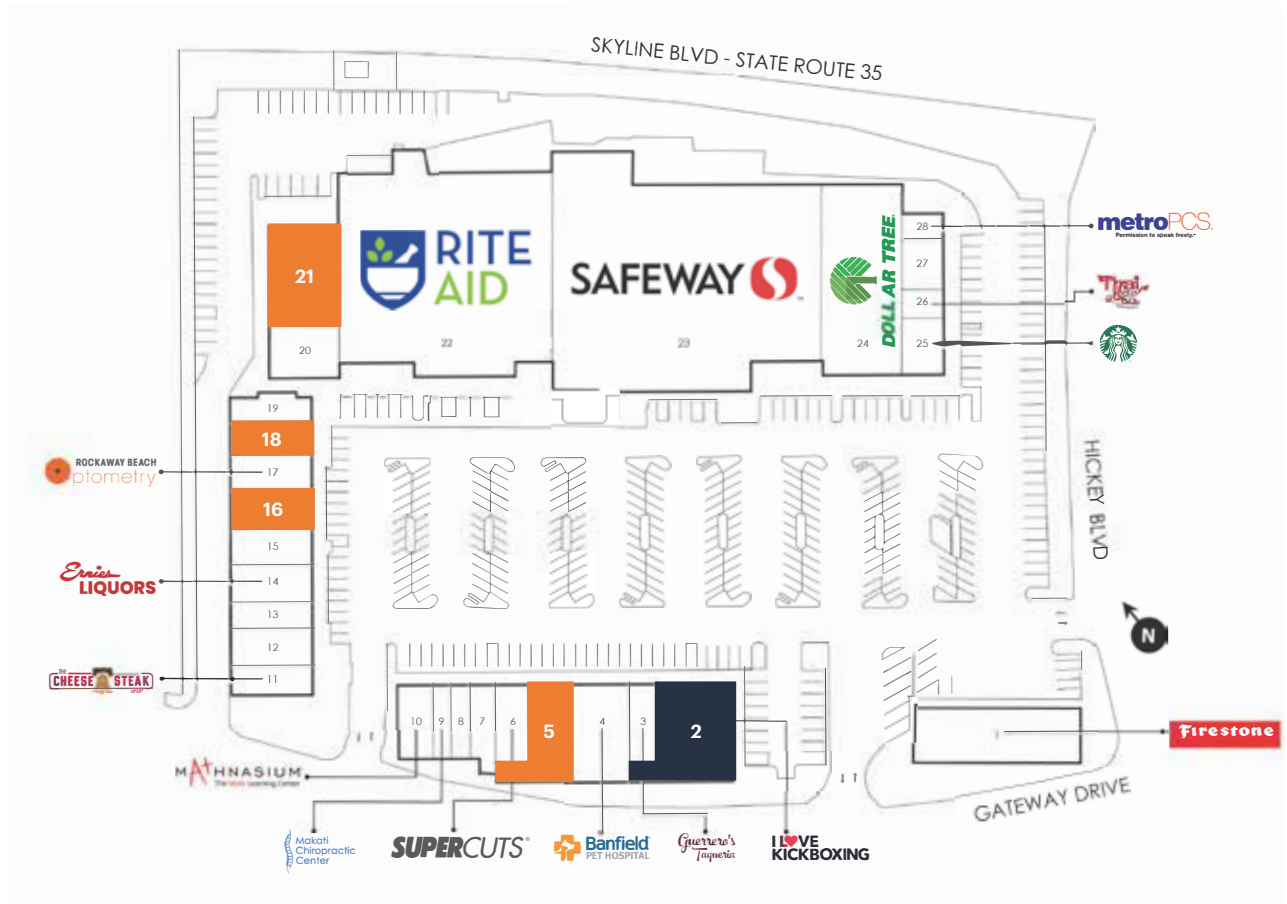 SKYLINE BLVD - STATE ROUTE 35
28
metroPCS.
Permission to speak freely.
27
26
Thai
25
21
RITE
AID
SAFEWAY
DOLLAR TREE
20
22
23
24
19
18
ROCKAWAY BEACH
ptometry
17
16
15
Ernies
LIQUORS
14
13
12
THE
CHEESE STEAK
SHOP
11
HICKEY BLVD
N
10
9
8
7
6
5
4
3
2
Firestone
GATEWAY DRIVE
MATHNASIUM
The Math Learning Center
Makati
Chiropractic
Center
SUPERCUTS
Banfield
PET HOSPITAL
Guerrero's
Taqueria
I LOVE
KICKBOXING